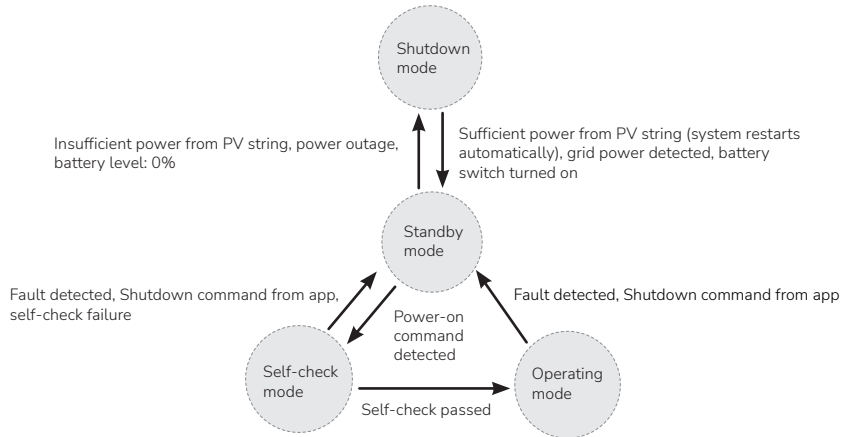 Shutdown
mode
Insufficient power from PV string, power outage,
battery level: 0%
Sufficient power from PV string (system restarts
automatically), grid power detected, battery
switch turned on
Standby
mode
Fault detected, Shutdown command from app,
self-check failure
Power-on
command
detected
Fault detected, Shutdown command from app
Self-check
mode
Self-check passed
Operating
mode